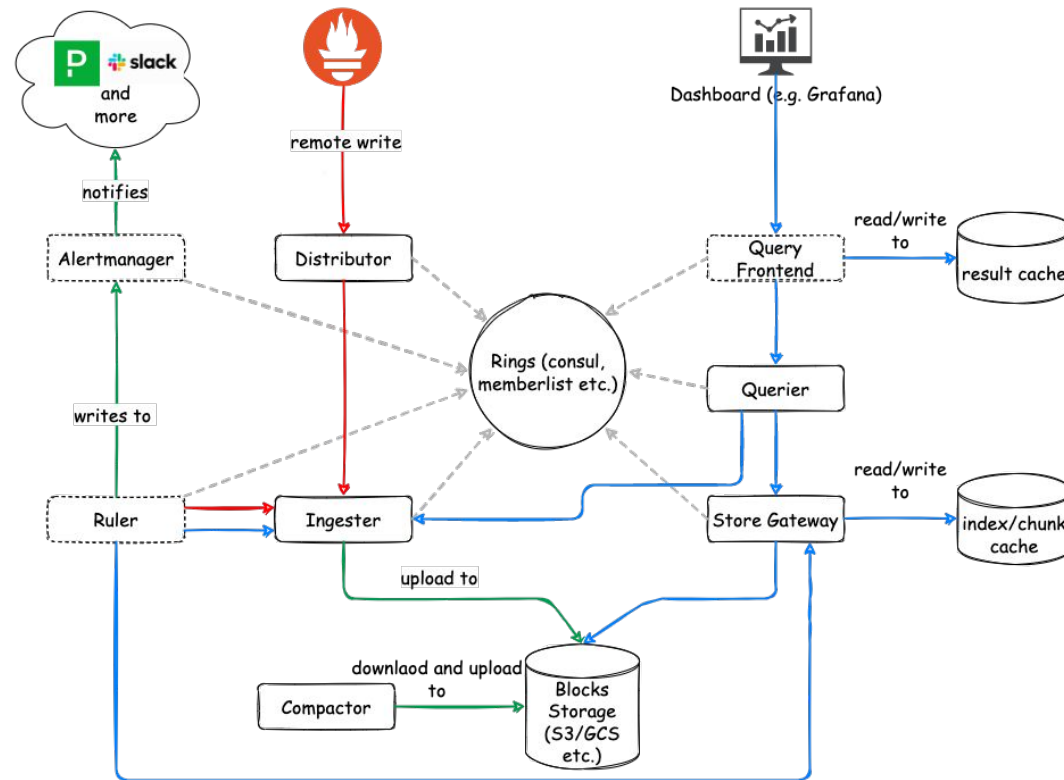 P
slack
and
more
Dashboard (e.g. Grafana)
remote write
notifies
read/write
to
Alertmanager
Distributor
Query
Frontend
result cache
Rings (consul,
memberlist etc.)
Querier
writes to
read/write
to
Ruler
Ingester
Store Gateway
index/chunk
cache
upload to
downlaod and upload
to
Compactor
Blocks
Storage
(S3/GCS
etc.)